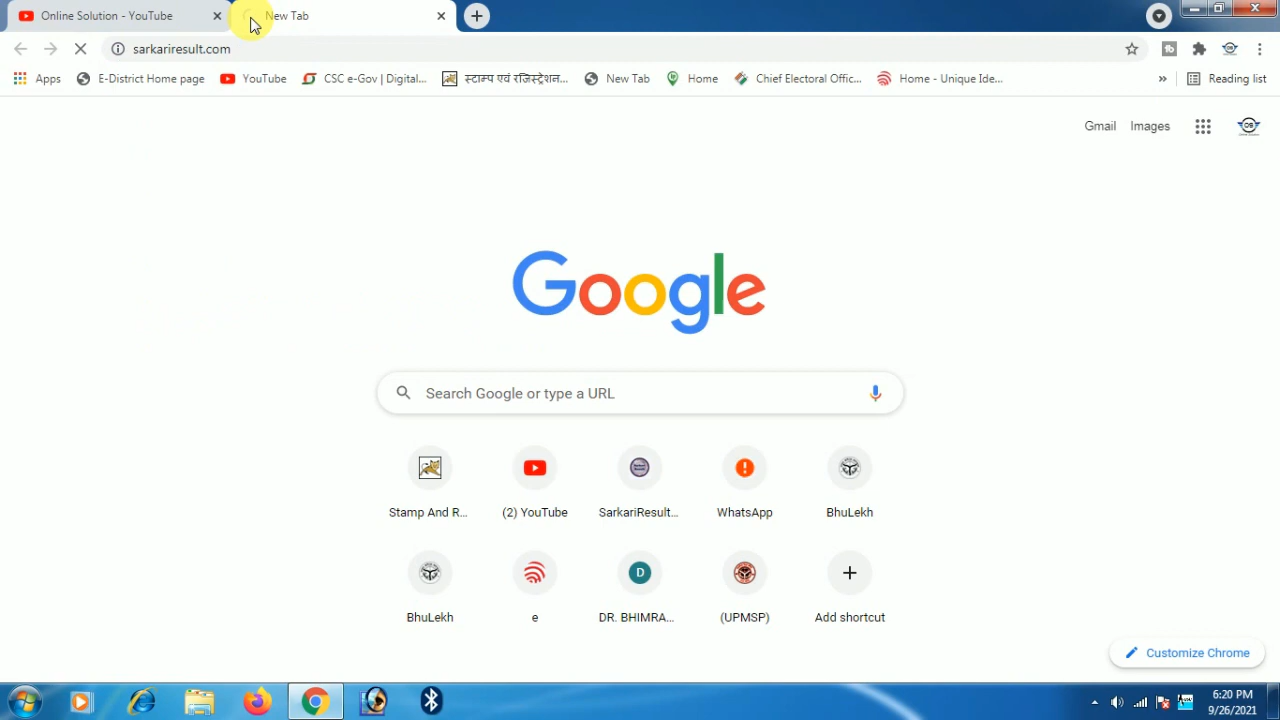 Online Solution - YouTube
New Tab
sarkariresult.com
Apps
E-District Home page
YouTube
CSC e-Gov | Digital...
स्टाम्प एवं रजिस्ट्रेशन...
New Tab
Home
Chief Electoral Offic...
Home - Unique Ide...
»
Reading list
Gmail
Images
Google
Search Google or type a URL
Stamp And R...
(2) YouTube
SarkariResult...
WhatsApp
BhuLekh
BhuLekh
e
D
DR. BHIMRA...
(UPMSP)
Add shortcut
Customize Chrome
6:20 PM
9/26/2021